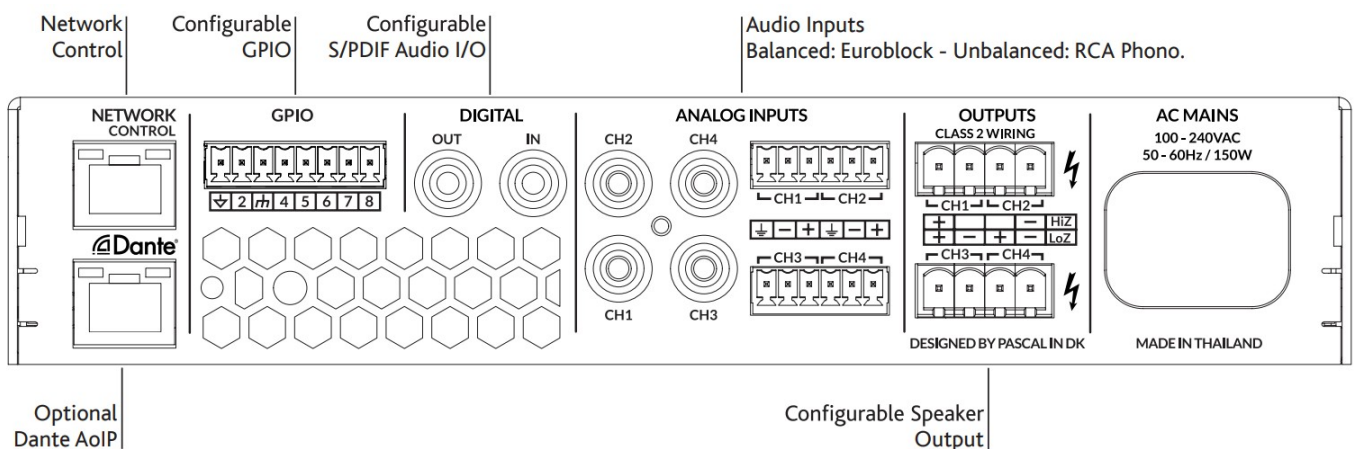 Network
Control
Configurable
GPIO
Configurable
S/PDIF Audio I/O
Audio Inputs
Balanced: Euroblock - Unbalanced: RCA Phono.
NETWORK
CONTROL
GPIO
DIGITAL
OUT IN
2 4 5 6 7 8
Dante
ANALOG INPUTS
CH2 CH4
CH1 CH2
⏚ − + ⏚ − +
CH3 CH4
CH1 CH3
OUTPUTS
CLASS 2 WIRING
CH1 CH2
+ − HiZ
+ − + − LoZ
CH3 CH4
DESIGNED BY PASCAL IN DK
AC MAINS
100 - 240VAC
50 - 60Hz / 150W
MADE IN THAILAND
Optional
Dante AoIP
Configurable Speaker
Output